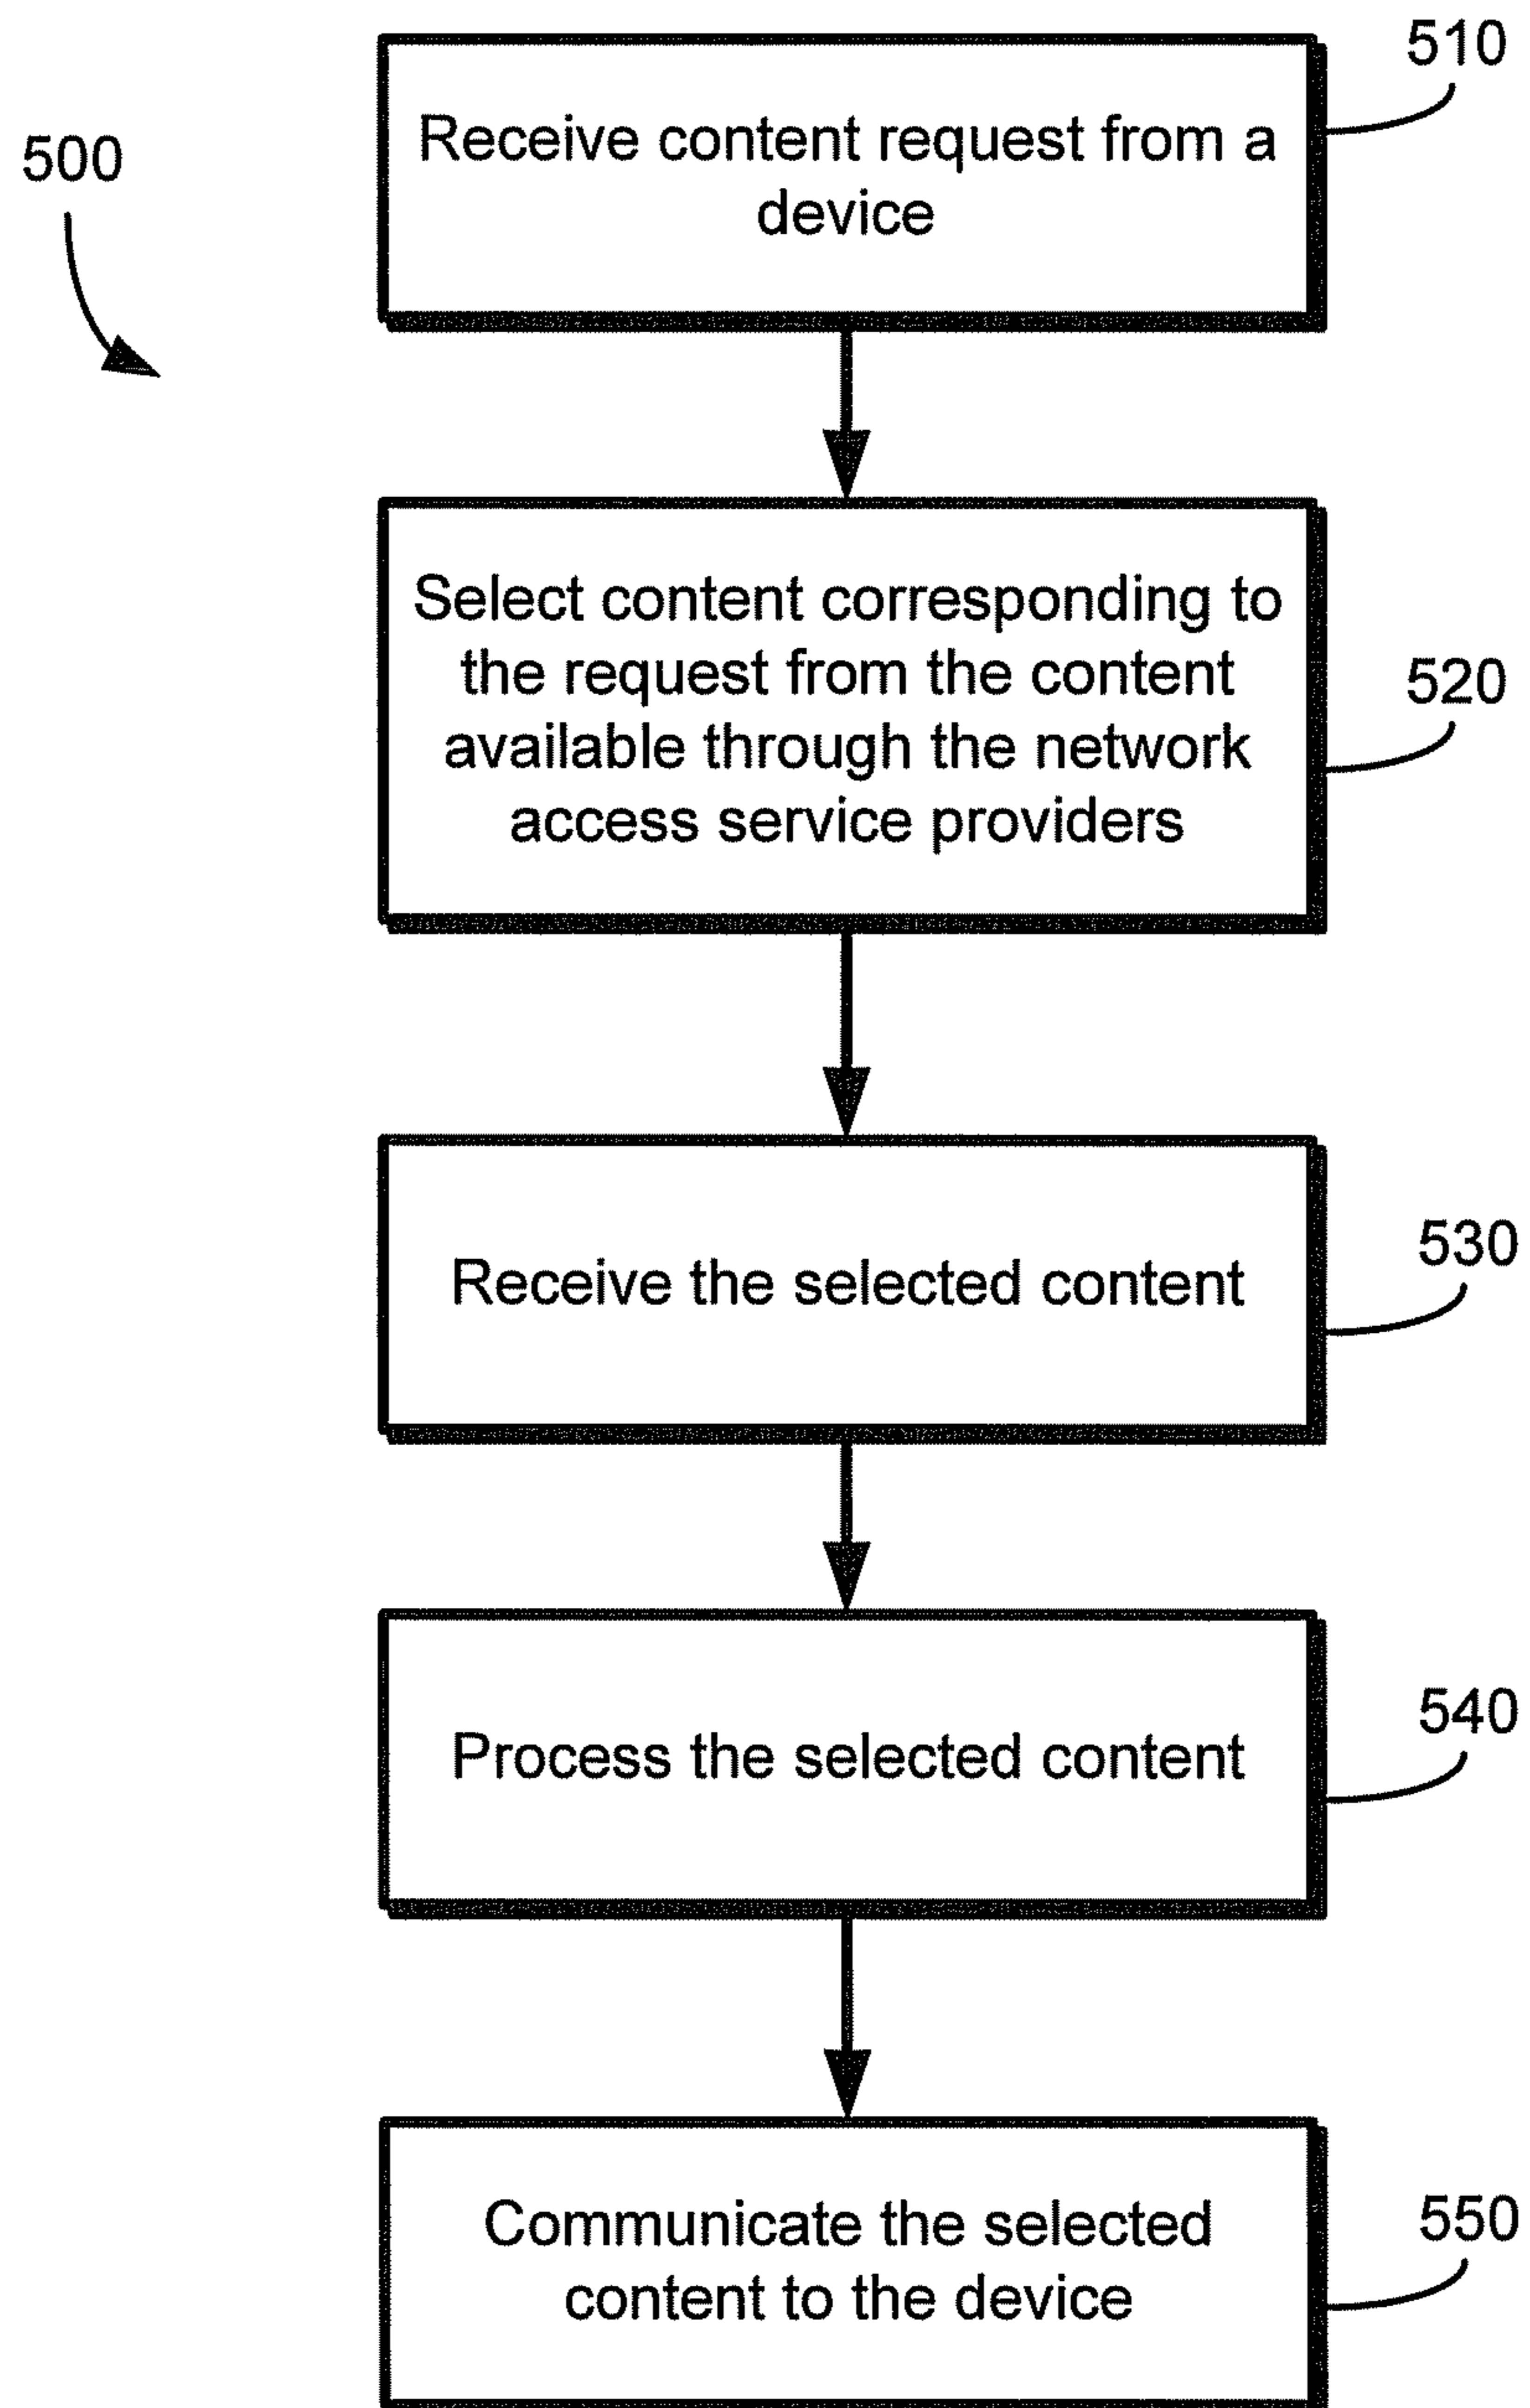 510
500
Receive content request from a
device
Select content corresponding to
the request from the content
available through the network
access service providers
520
Receive the selected content
530
Process the selected content
540
Communicate the selected
content to the device
550